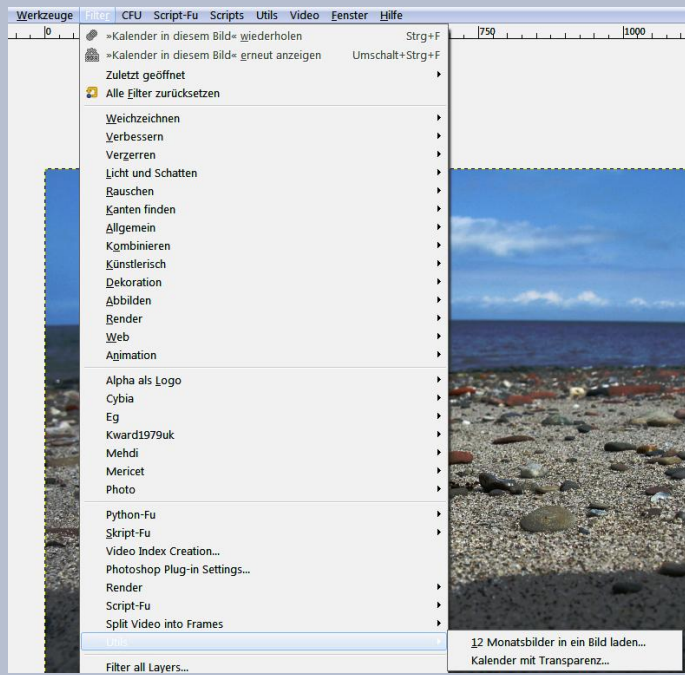 Werkzeuge Filter CFU Script-Fu Scripts Utils Video Fenster Hilfe
0 750 1000
»Kalender in diesem Bild« wiederholen Strg+F
»Kalender in diesem Bild« erneut anzeigen Umschalt+Strg+F
Zuletzt geöffnet
Alle Filter zurücksetzen
Weichzeichnen
Verbessern
Verzerren
Licht und Schatten
Rauschen
Kanten finden
Allgemein
Kombinieren
Künstlerisch
Dekoration
Abbilden
Render
Web
Animation
Alpha als Logo
Cybia
Eg
Kward1979uk
Mehdi
Mericet
Photo
Python-Fu
Skript-Fu
Video Index Creation...
Photoshop Plug-in Settings...
Render
Script-Fu
Split Video into Frames
Utils
12 Monatsbilder in ein Bild laden...
Kalender mit Transparenz...
Filter all Layers...